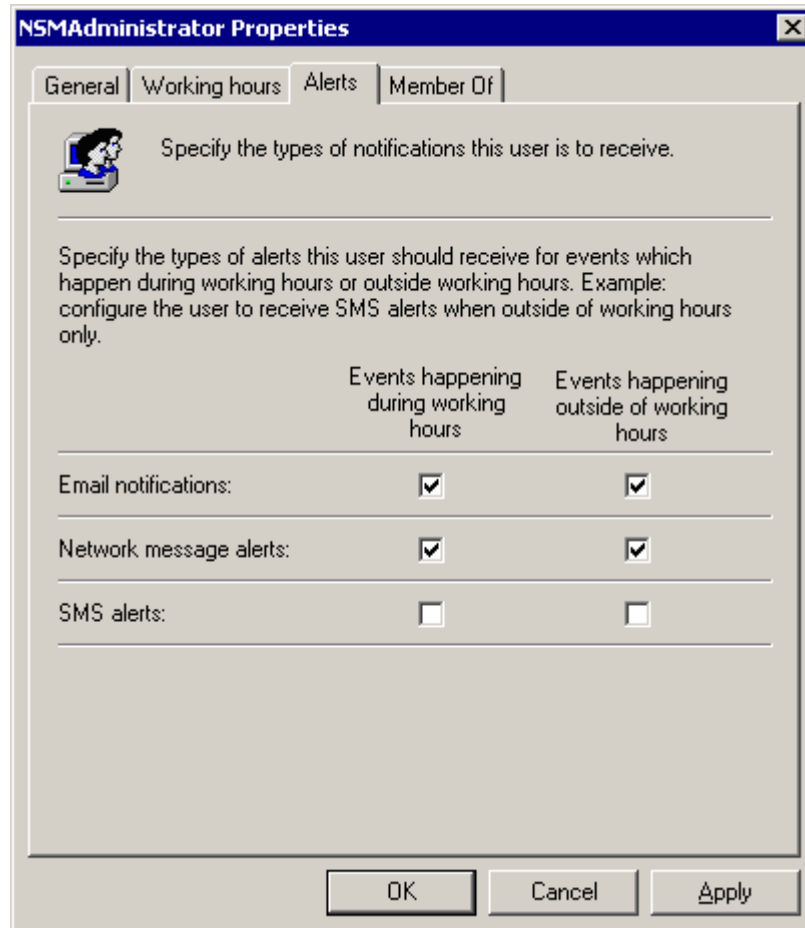 NSMAdministrator Properties
General
Working hours
Alerts
Member Of
Specify the types of notifications this user is to receive.
Specify the types of alerts this user should receive for events which
happen during working hours or outside working hours. Example:
configure the user to receive SMS alerts when outside of working hours
only.
Events happening
during working
hours
Events happening
outside of working
hours
Email notifications:
Network message alerts:
SMS alerts:
OK
Cancel
Apply